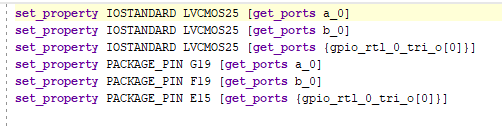 set_property IOSTANDARD LVCMOS25 [get_ports a_0]
set_property IOSTANDARD LVCMOS25 [get_ports b_0]
set_property IOSTANDARD LVCMOS25 [get_ports {gpio_rtl_0_tri_o[0]}]
set_property PACKAGE_PIN G19 [get_ports a_0]
set_property PACKAGE_PIN F19 [get_ports b_0]
set_property PACKAGE_PIN E15 [get_ports {gpio_rtl_0_tri_o[0]}]